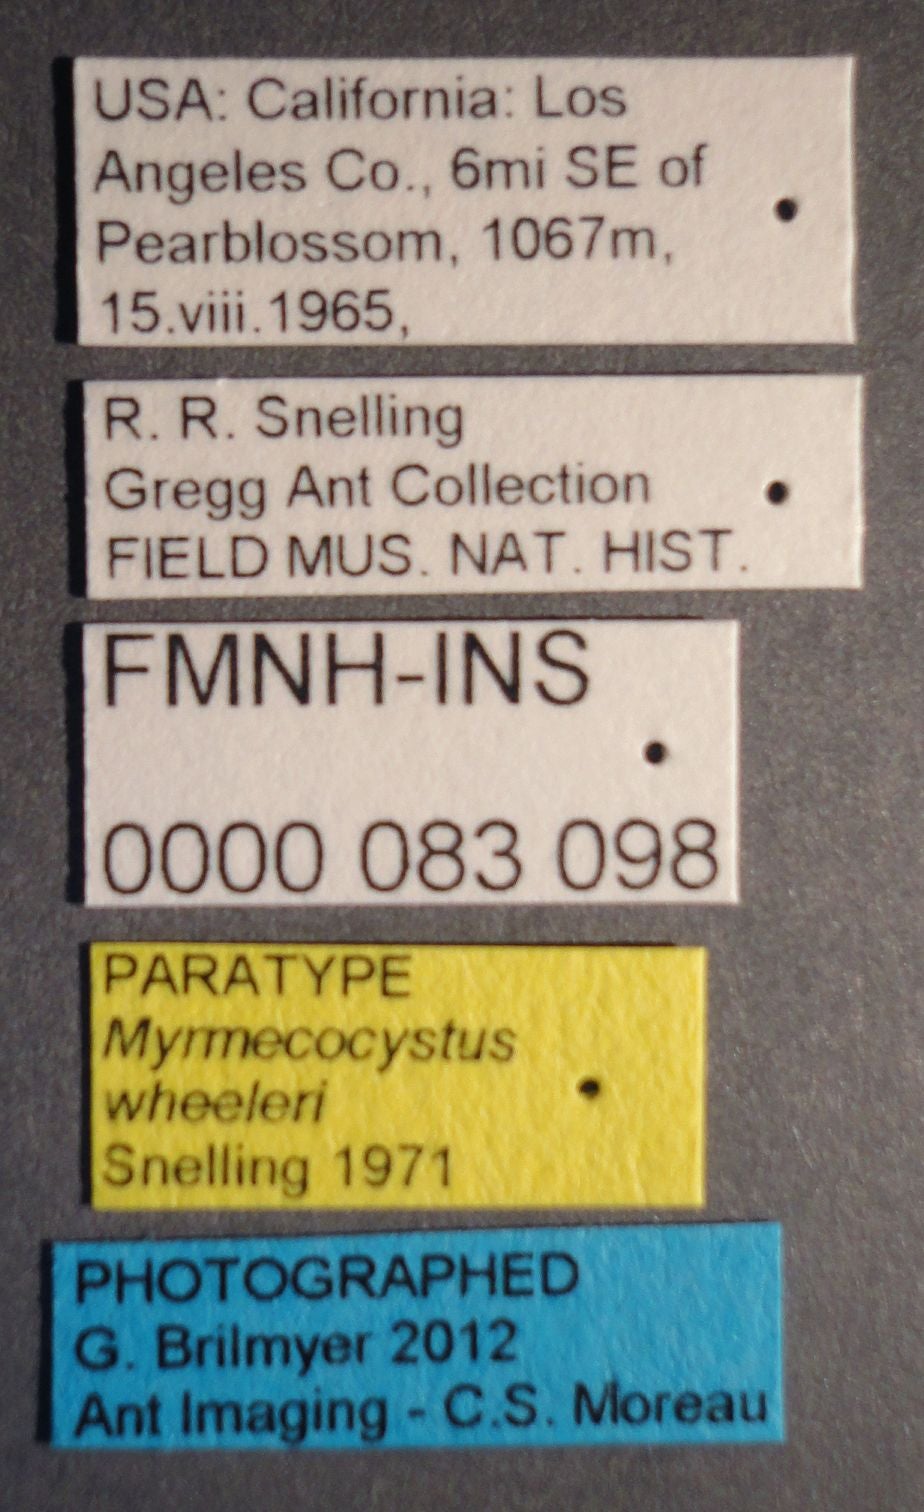 USA: California: Los
Angeles Co., 6mi SE of
Pearblossom, 1067m,
15.viii.1965,
R. R. Snelling
Gregg Ant Collection
FIELD MUS. NAT. HIST.
FMNH-INS
0000 083 098
PARATYPE
Myrmecocystus
wheeleri
Snelling 1971
PHOTOGRAPHED
G. Brilmyer 2012
Ant Imaging - C.S. Moreau